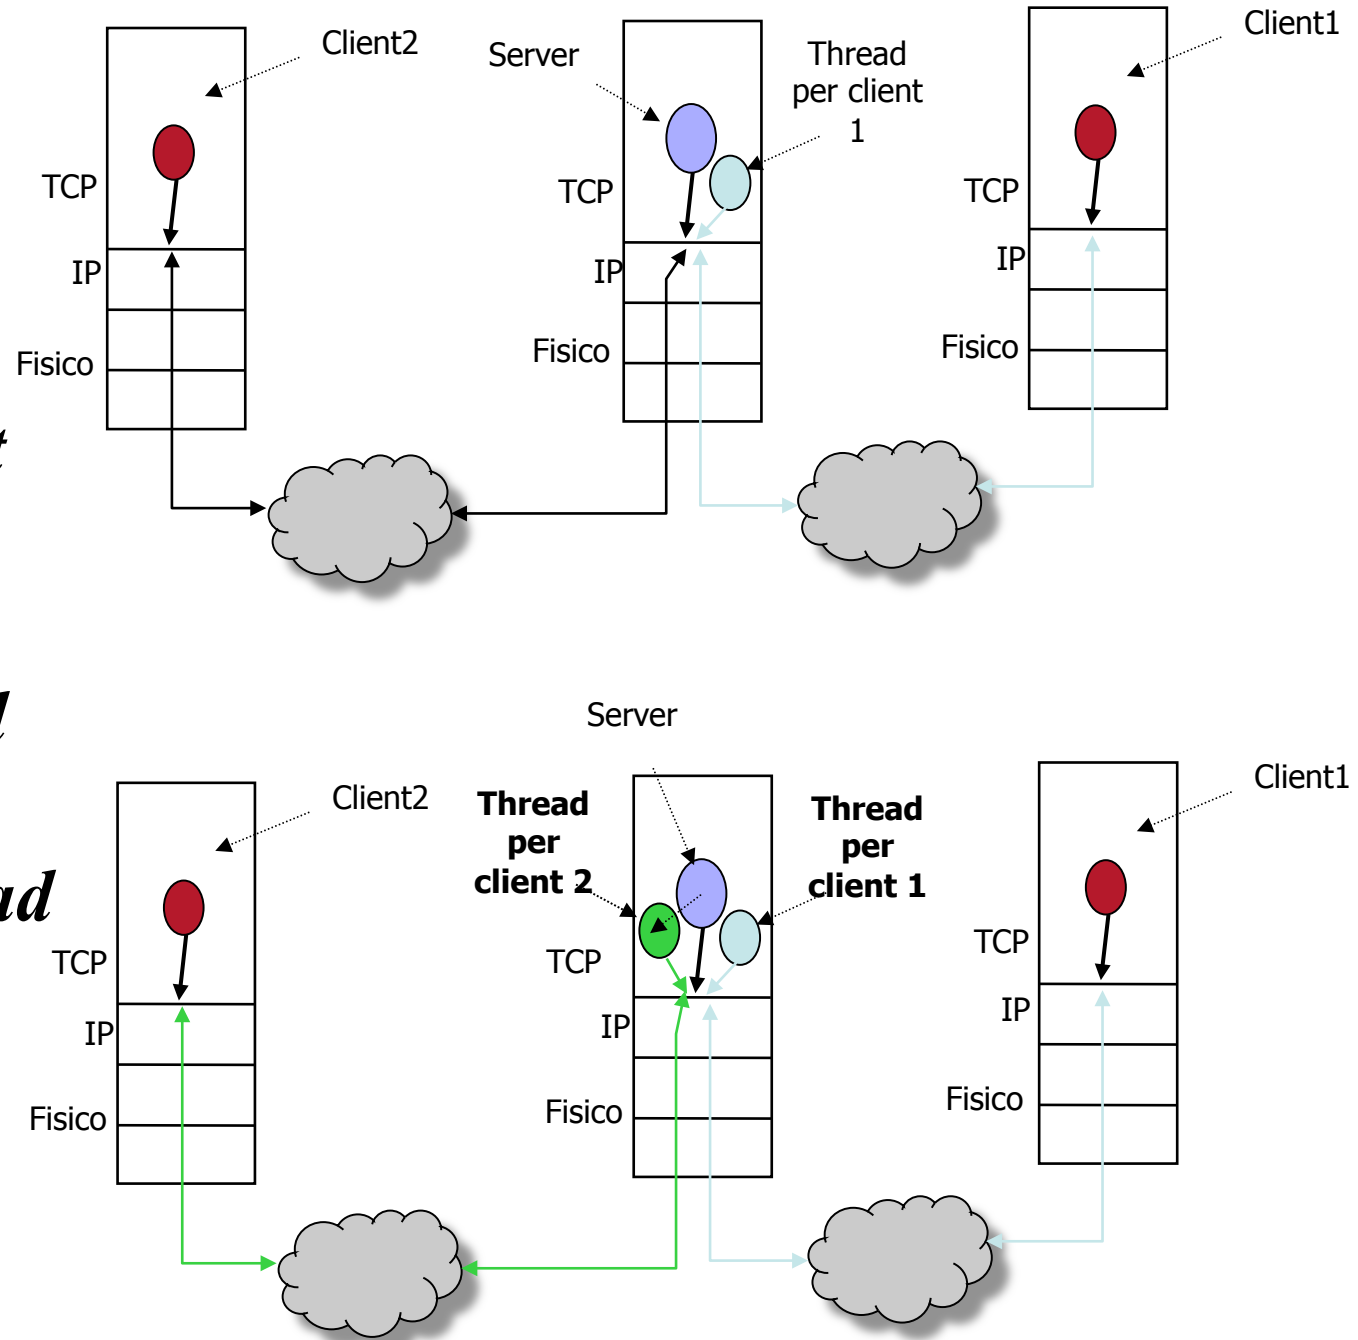 Client2
Server
Thread
per client
1
Client1
TCP
TCP
TCP
IP
IP
IP
Fisico
Fisico
Fisico
Server
Client2
Thread
per
client 2
Thread
per
client 1
Client1
TCP
TCP
TCP
IP
IP
IP
Fisico
Fisico
Fisico